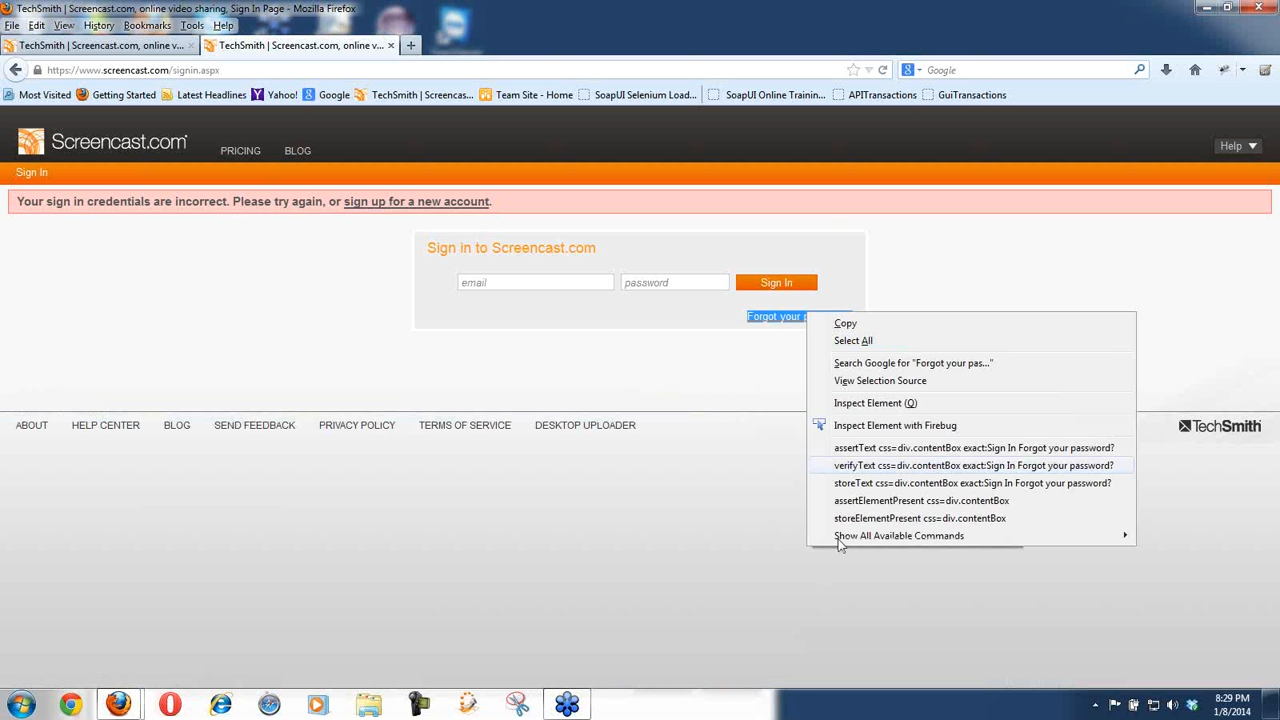 TechSmith | Screencast.com, online video sharing, Sign In Page - Mozilla Firefox
File Edit View History Bookmarks Tools Help
TechSmith | Screencast.com, online v... × TechSmith | Screencast.com, online v... × +
https://www.screencast.com/signin.aspx Google
Most Visited Getting Started Latest Headlines Yahoo! Google TechSmith | Screencas... Team Site - Home SoapUI Selenium Load... SoapUI Online Trainin... APITransactions GuiTransactions
Screencast.com PRICING BLOG Help
Sign In
Your sign in credentials are incorrect. Please try again, or sign up for a new account.
Sign in to Screencast.com
email password Sign In
Forgot your p
Copy
Select All
Search Google for "Forgot your pas..."
View Selection Source
Inspect Element (Q)
Inspect Element with Firebug
assertText css=div.contentBox exact:Sign In Forgot your password?
verifyText css=div.contentBox exact:Sign In Forgot your password?
storeText css=div.contentBox exact:Sign In Forgot your password?
assertElementPresent css=div.contentBox
storeElementPresent css=div.contentBox
Show All Available Commands
ABOUT HELP CENTER BLOG SEND FEEDBACK PRIVACY POLICY TERMS OF SERVICE DESKTOP UPLOADER TechSmith
8:29 PM
1/8/2014